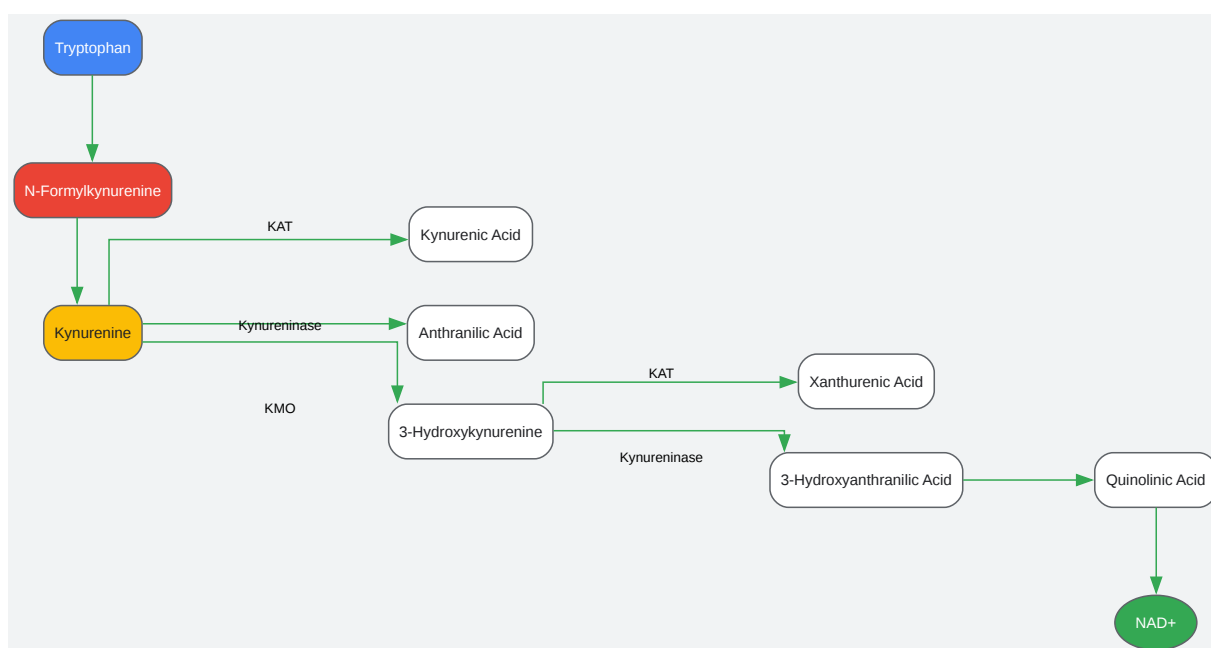 Tryptophan
N-Formylkynurenine
KAT
Kynurenic Acid
Kynurenine
Kynureninase
Anthranilic Acid
KMO
3-Hydroxykynurenine
KAT
Xanthurenic Acid
Kynureninase
3-Hydroxyanthranilic Acid
Quinolinic Acid
NAD+